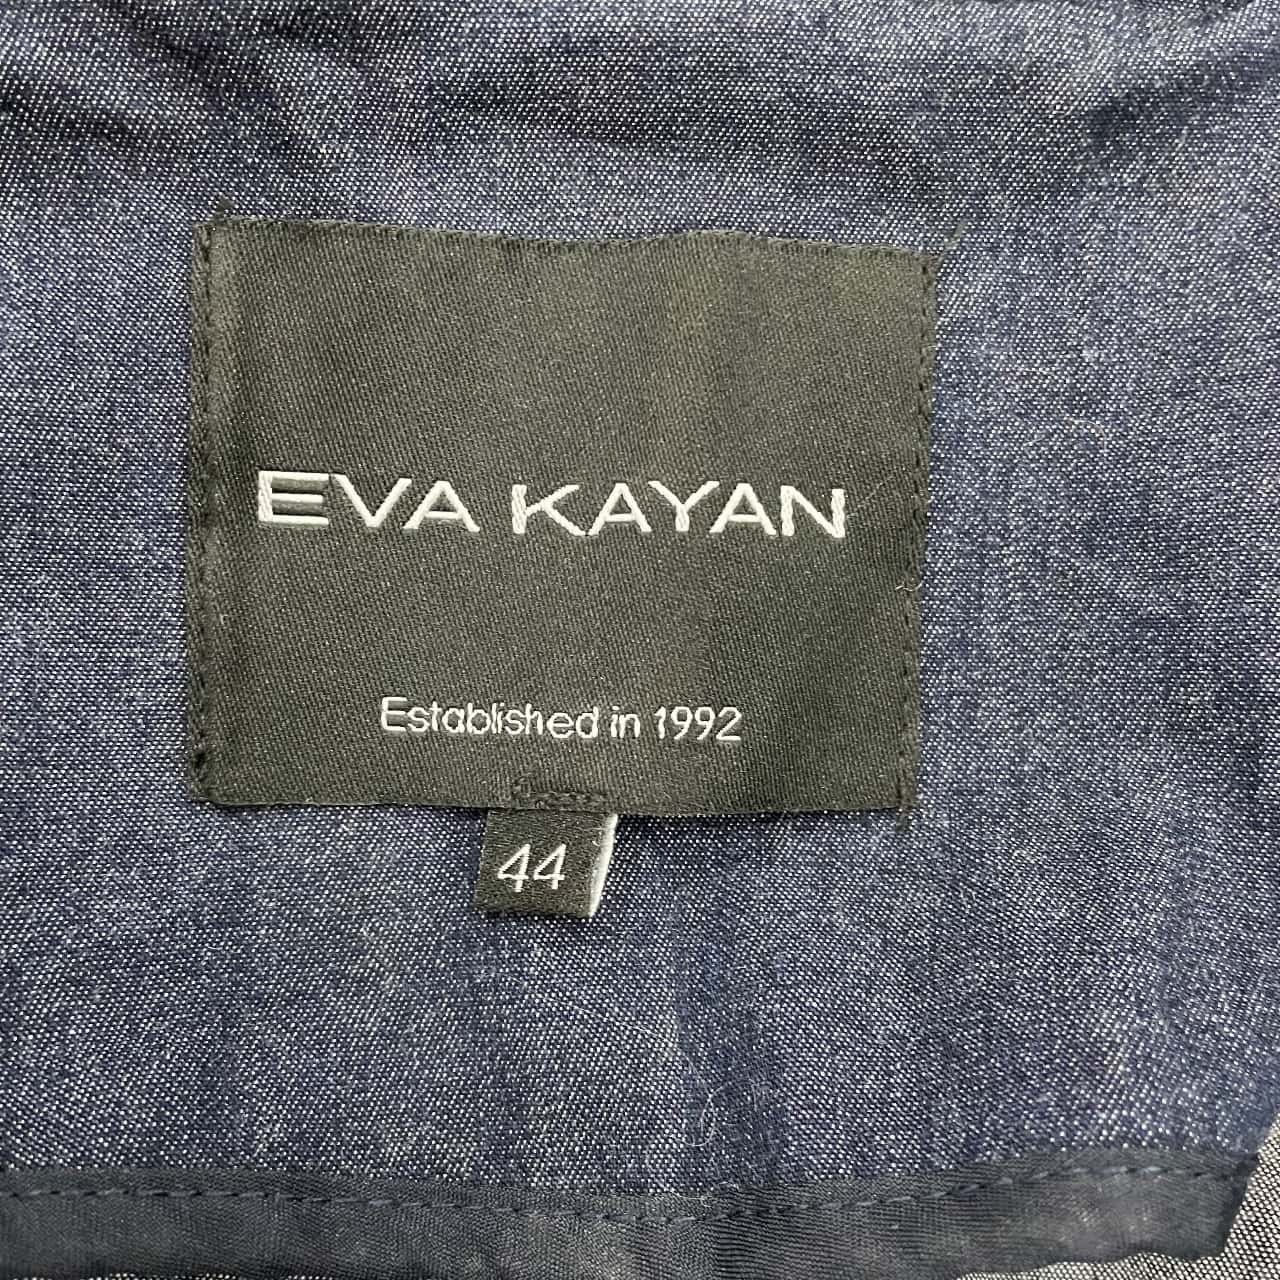 EVA KAYAN
Established in 1992
44